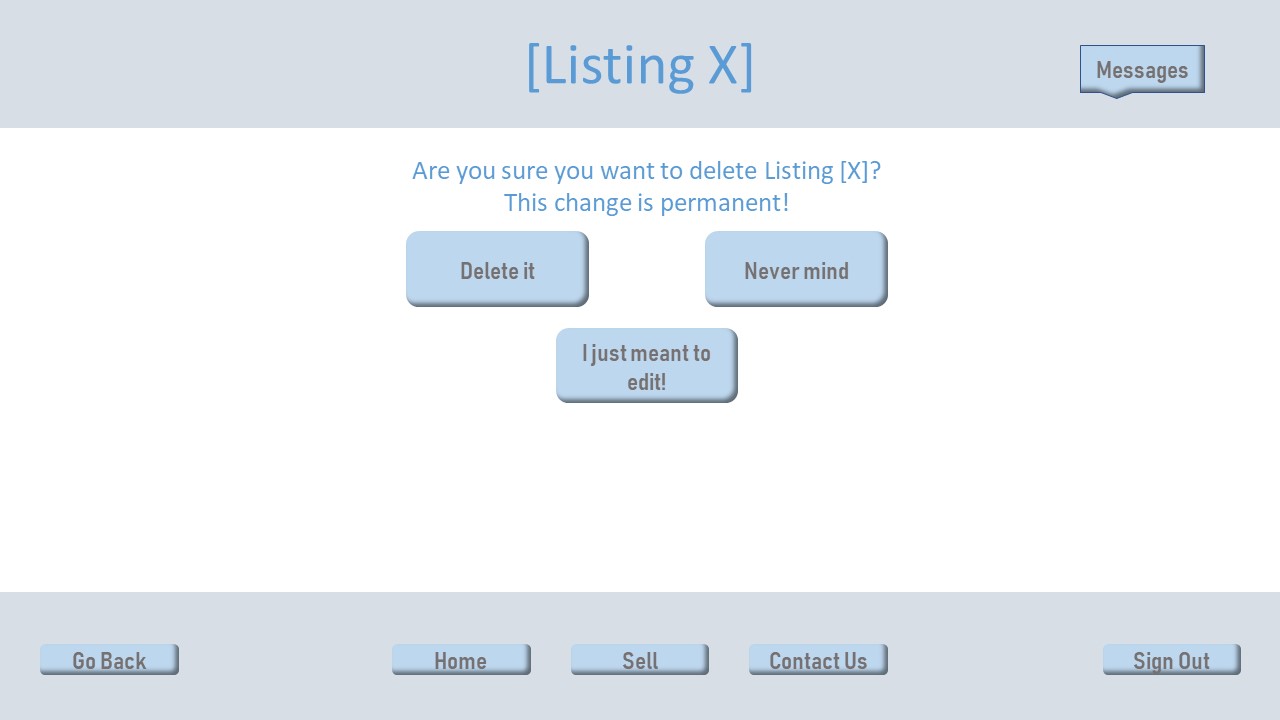 [Listing X]
Messages
Are you sure you want to delete Listing [X]?
This change is permanent!
Delete it
Never mind
I just meant to
edit!
Go Back
Home
Sell
Contact Us
Sign Out